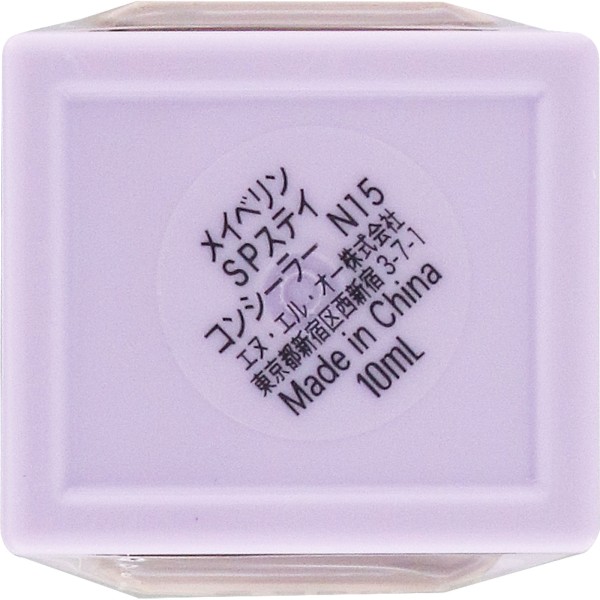 メイベリン
SPステイ
コンシーラー N15
エヌ・エル・オー株式会社
東京都新宿区西新宿 3-7-1
Made in China
10mL